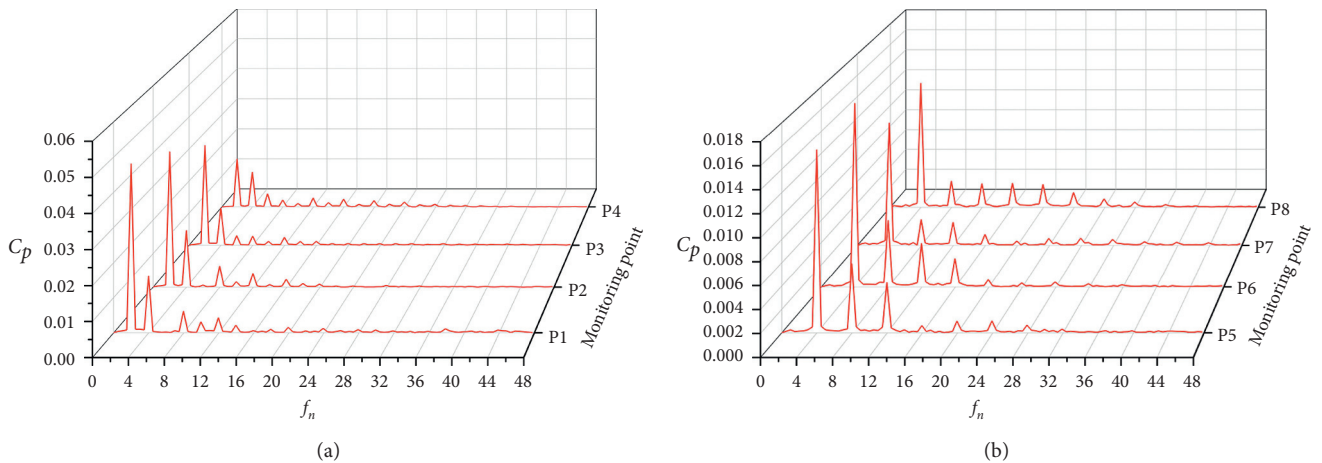 (a)
0.06
0.05
0.04
0.03
0.02
0.01
0.00
Cp
0 4 8 12 16 20 24 28 32 36 40 44 48
fn
P4
P3
P2
P1
Monitoring point
(b)
0.018
0.016
0.014
0.012
0.010
0.008
0.006
0.004
0.002
0.000
Cp
0 4 8 12 16 20 24 28 32 36 40 44 48
fn
P8
P7
P6
P5
Monitoring point